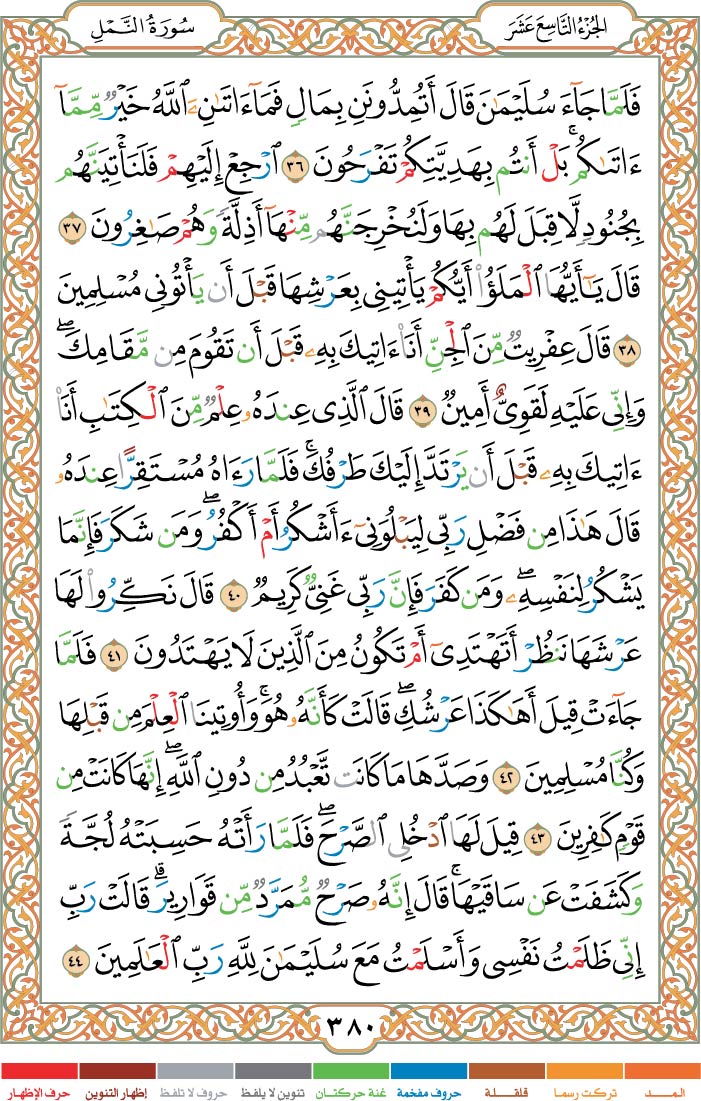 الجُزْءُ التَّاسِعَ عَشَرَ
سُورَةُ النَّمْلِ
فَلَمَّا جَآءَ سُلَيْمَٰنَ قَالَ أَتُمِدُّونَنِ بِمَالٍ فَمَآ ءَاتَىٰنِۦَ ٱللَّهُ خَيْرٌ مِّمَّآ
ءَاتَىٰكُم بَلْ أَنتُم بِهَدِيَّتِكُمْ تَفْرَحُونَ ٣٦ ٱرْجِعْ إِلَيْهِمْ فَلَنَأْتِيَنَّهُم
بِجُنُودٍ لَّا قِبَلَ لَهُم بِهَا وَلَنُخْرِجَنَّهُم مِّنْهَآ أَذِلَّةً وَهُمْ صَٰغِرُونَ ٣٧
قَالَ يَٰٓأَيُّهَا ٱلْمَلَؤُا۟ أَيُّكُمْ يَأْتِينِى بِعَرْشِهَا قَبْلَ أَن يَأْتُونِى مُسْلِمِينَ
٣٨ قَالَ عِفْرِيتٌ مِّنَ ٱلْجِنِّ أَنَا۠ ءَاتِيكَ بِهِۦ قَبْلَ أَن تَقُومَ مِن مَّقَامِكَ ۖ
وَإِنِّى عَلَيْهِ لَقَوِىٌّ أَمِينٌ ٣٩ قَالَ ٱلَّذِى عِندَهُۥ عِلْمٌ مِّنَ ٱلْكِتَٰبِ أَنَا۠
ءَاتِيكَ بِهِۦ قَبْلَ أَن يَرْتَدَّ إِلَيْكَ طَرْفُكَ ۚ فَلَمَّا رَءَاهُ مُسْتَقِرًّا عِندَهُۥ
قَالَ هَٰذَا مِن فَضْلِ رَبِّى لِيَبْلُوَنِىٓ ءَأَشْكُرُ أَمْ أَكْفُرُ ۖ وَمَن شَكَرَ فَإِنَّمَا
يَشْكُرُ لِنَفْسِهِۦ ۖ وَمَن كَفَرَ فَإِنَّ رَبِّى غَنِىٌّ كَرِيمٌ ٤٠ قَالَ نَكِّرُوا۟ لَهَا
عَرْشَهَا نَنظُرْ أَتَهْتَدِىٓ أَمْ تَكُونُ مِنَ ٱلَّذِينَ لَا يَهْتَدُونَ ٤١ فَلَمَّا
جَآءَتْ قِيلَ أَهَٰكَذَا عَرْشُكِ ۖ قَالَتْ كَأَنَّهُۥ هُوَ ۚ وَأُوتِينَا ٱلْعِلْمَ مِن قَبْلِهَا
وَكُنَّا مُسْلِمِينَ ٤٢ وَصَدَّهَا مَا كَانَت تَّعْبُدُ مِن دُونِ ٱللَّهِ ۖ إِنَّهَا كَانَتْ مِن
قَوْمٍ كَٰفِرِينَ ٤٣ قِيلَ لَهَا ٱدْخُلِى ٱلصَّرْحَ ۖ فَلَمَّا رَأَتْهُ حَسِبَتْهُ لُجَّةً
وَكَشَفَتْ عَن سَاقَيْهَا ۚ قَالَ إِنَّهُۥ صَرْحٌ مُّمَرَّدٌ مِّن قَوَارِيرَ ۗ قَالَتْ رَبِّ
إِنِّى ظَلَمْتُ نَفْسِى وَأَسْلَمْتُ مَعَ سُلَيْمَٰنَ لِلَّهِ رَبِّ ٱلْعَٰلَمِينَ ٤٤
٣٨٠
المـــد تركت رسما قلقـلة حروف مفخمة غنة حركتان تنوين لا يلفظ حروف لا تلفظ إظهار التنوين حرف الإظهار